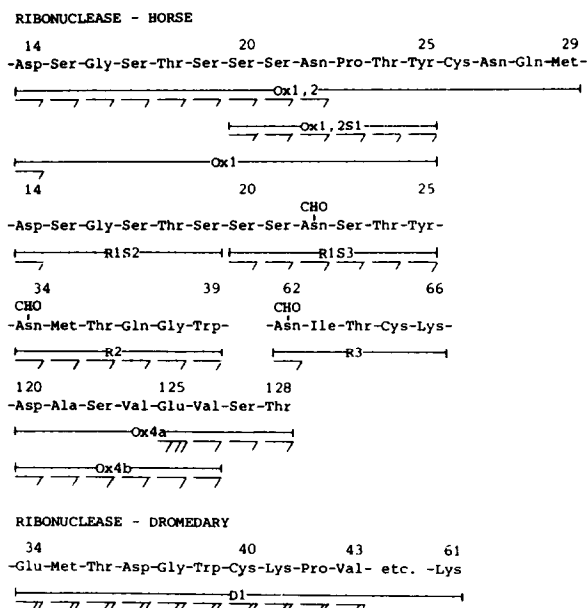 RIBONUCLEASE - HORSE
14 20 25 29
-Asp-Ser-Gly-Ser-Thr-Ser-Ser-Ser-Asn-Pro-Thr-Tyr-Cys-Asn-Gln-Met-
Ox1,2
Ox1,2S1
Ox1
14 20 25
CHO
-Asp-Ser-Gly-Ser-Thr-Ser-Ser-Ser-Asn-Ser-Thr-Tyr-
R1S2 R1S3
34 39 62 66
CHO CHO
-Asn-Met-Thr-Gln-Gly-Trp- -Asn-Ile-Thr-Cys-Lys-
R2 R3
120 125 128
-Asp-Ala-Ser-Val-Glu-Val-Ser-Thr
Ox4a
Ox4b
RIBONUCLEASE - DROMEDARY
34 40 43 61
-Glu-Met-Thr-Asp-Gly-Trp-Cys-Lys-Pro-Val- etc. -Lys
D1